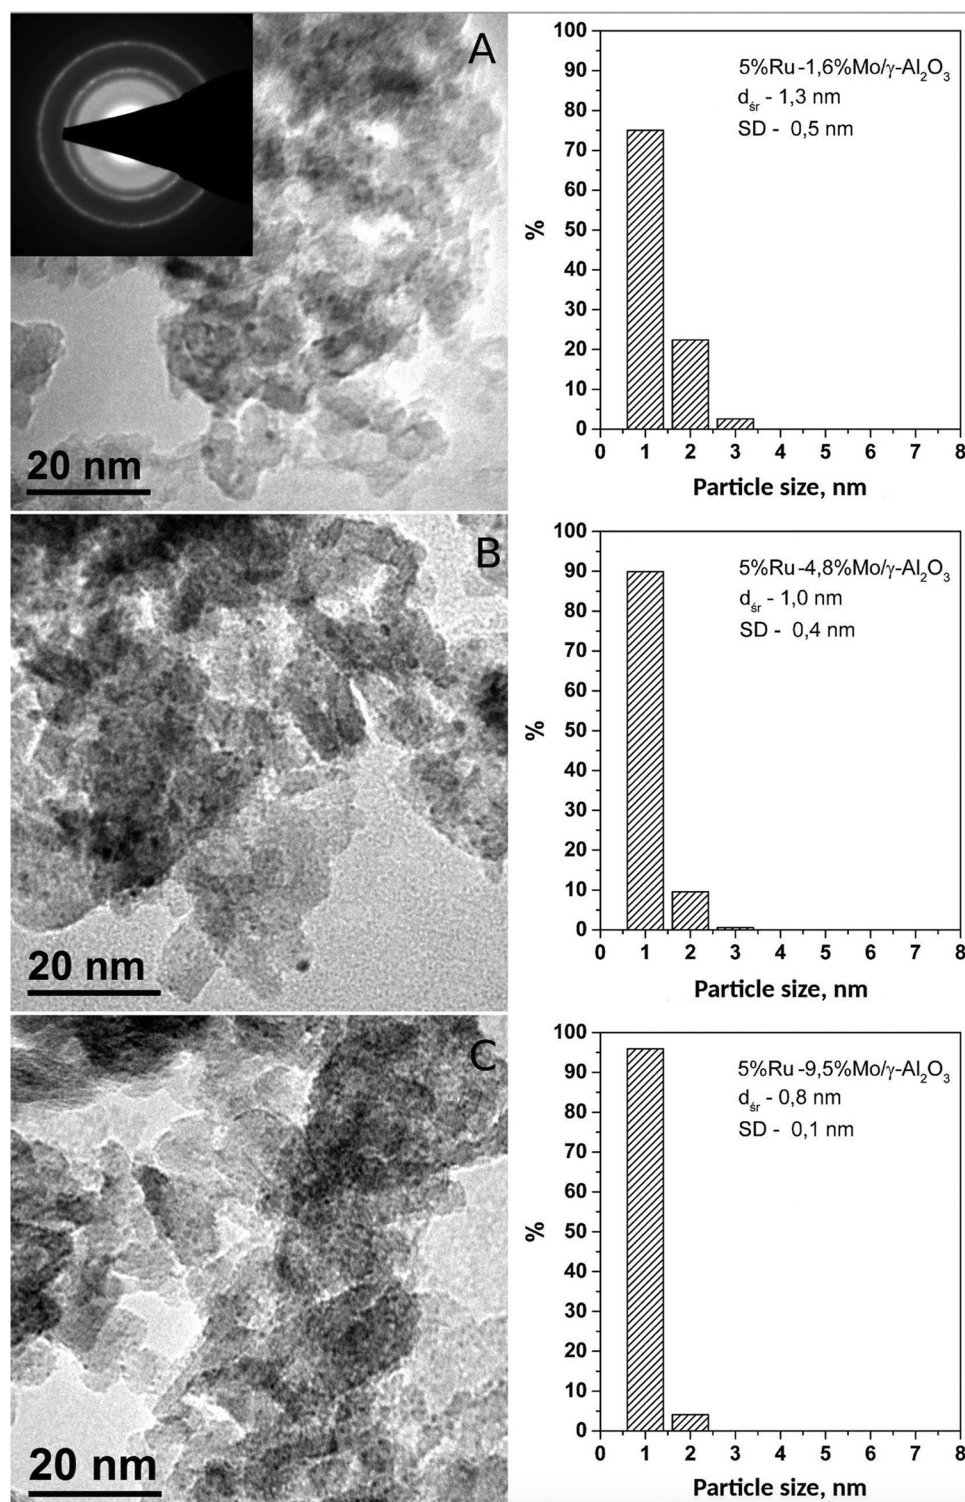 A
20 nm
100
90
80
70
60
50
40
30
20
10
0
%
5%Ru-1,6%Mo/γ-Al₂O₃
dśr - 1,3 nm
SD - 0,5 nm
0 1 2 3 4 5 6 7 8
Particle size, nm
B
20 nm
100
90
80
70
60
90
40
30
20
10
0
%
5%Ru-4,8%Mo/γ-Al₂O₃
dśr - 1,0 nm
SD - 0,4 nm
0 1 2 3 4 5 6 7 8
Particle size, nm
C
20 nm
100
90
80
70
60
50
40
30
20
10
0
%
5%Ru-9,5%Mo/γ-Al₂O₃
dśr - 0,8 nm
SD - 0,1 nm
0 1 2 3 4 5 6 7 8
Particle size, nm